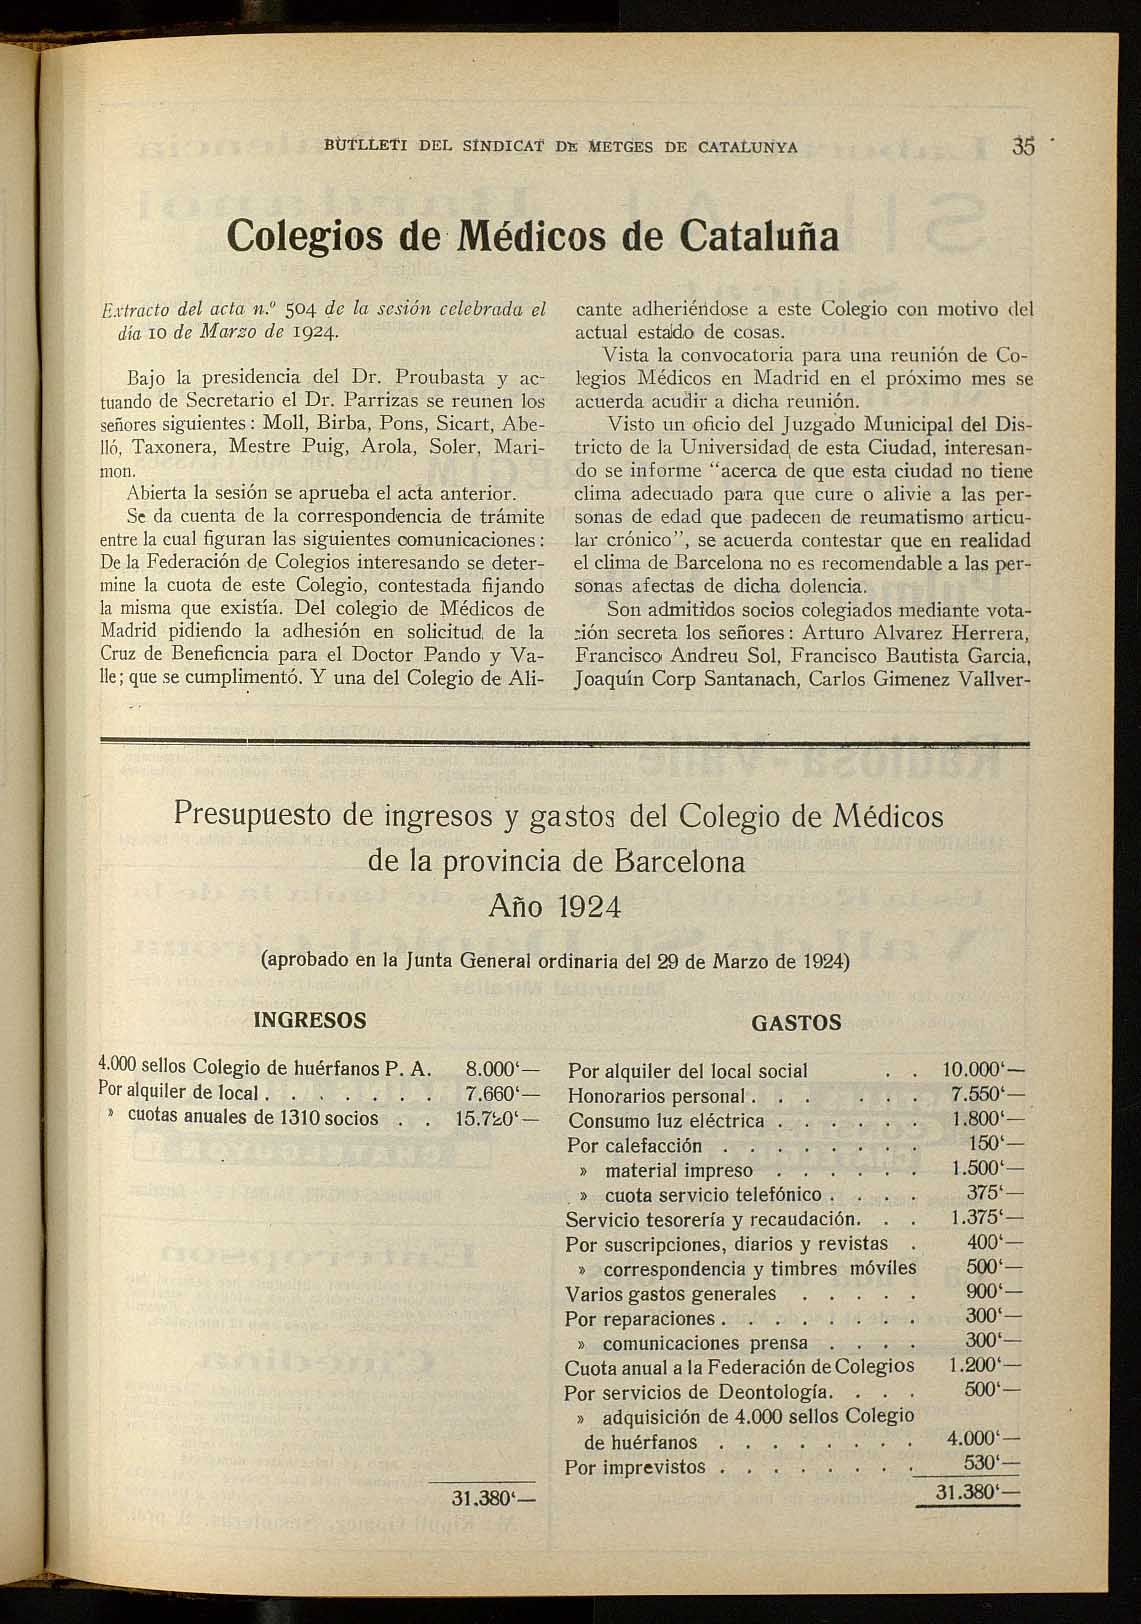 BUTLLETI DEL SINDICAT DE METGES DE CATALUNYA 35
Colegios de Médicos de Cataluña
Extracto del acta n.º 504 de la sesión celebrada el
día 10 de Marzo de 1924.
Bajo la presidencia del Dr. Proubasta y ac-
tuando de Secretario el Dr. Parrizas se reunen los
señores siguientes: Moll, Birba, Pons, Sicart, Abe-
lló, Taxonera, Mestre Puig, Arola, Soler, Mari-
mon.
Abierta la sesión se aprueba el acta anterior.
Se da cuenta de la correspondencia de trámite
entre la cual figuran las siguientes comunicaciones:
De la Federación de Colegios interesando se deter-
mine la cuota de este Colegio, contestada fijando
la misma que existía. Del colegio de Médicos de
Madrid pidiendo la adhesión en solicitud de la
Cruz de Beneficncia para el Doctor Pando y Va-
lle; que se cumplimentó. Y una del Colegio de Ali-
cante adheriéndose a este Colegio con motivo del
actual estado de cosas.
Vista la convocatoria para una reunión de Co-
legios Médicos en Madrid en el próximo mes se
acuerda acudir a dicha reunión.
Visto un oficio del Juzgado Municipal del Dis-
tricto de la Universidad, de esta Ciudad, interesan-
do se informe “acerca de que esta ciudad no tiene
clima adecuado para que cure o alivie a las per-
sonas de edad que padecen de reumatismo articu-
lar crónico”, se acuerda contestar que en realidad
el clima de Barcelona no es recomendable a las per-
sonas afectas de dicha dolencia.
Son admitidos socios colegiados mediante vota-
ción secreta los señores: Arturo Alvarez Herrera,
Francisco Andreu Sol, Francisco Bautista Garcia,
Joaquín Corp Santanach, Carlos Gimenez Vallver-
Presupuesto de ingresos y gastos del Colegio de Médicos
de la provincia de Barcelona
Año 1924
(aprobado en la Junta General ordinaria del 29 de Marzo de 1924)
INGRESOS
4.000 sellos Colegio de huérfanos P. A. 8.000‘—
Por alquiler de local . . . . . . . 7.660‘—
» cuotas anuales de 1310 socios . . 15.720‘—
31.380‘—
GASTOS
Por alquiler del local social . . 10.000‘—
Honorarios personal . . . . . . 7.550‘—
Consumo luz eléctrica . . . . . . 1.800‘—
Por calefacción . . . . . . . . 150‘—
» material impreso . . . . . . 1.500‘—
» cuota servicio telefónico . . . . 375‘—
Servicio tesorería y recaudación. . . 1.375‘—
Por suscripciones, diarios y revistas . 400‘—
» correspondencia y timbres móviles 500‘—
Varios gastos generales . . . . . 900‘—
Por reparaciones . . . . . . . . 300‘—
» comunicaciones prensa . . . . 300‘—
Cuota anual a la Federación de Colegios 1.200‘—
Por servicios de Deontología. . . . 500‘—
» adquisición de 4.000 sellos Colegio
de huérfanos . . . . . . . . 4.000‘—
Por imprevistos . . . . . . . . 530‘—
31.380‘—